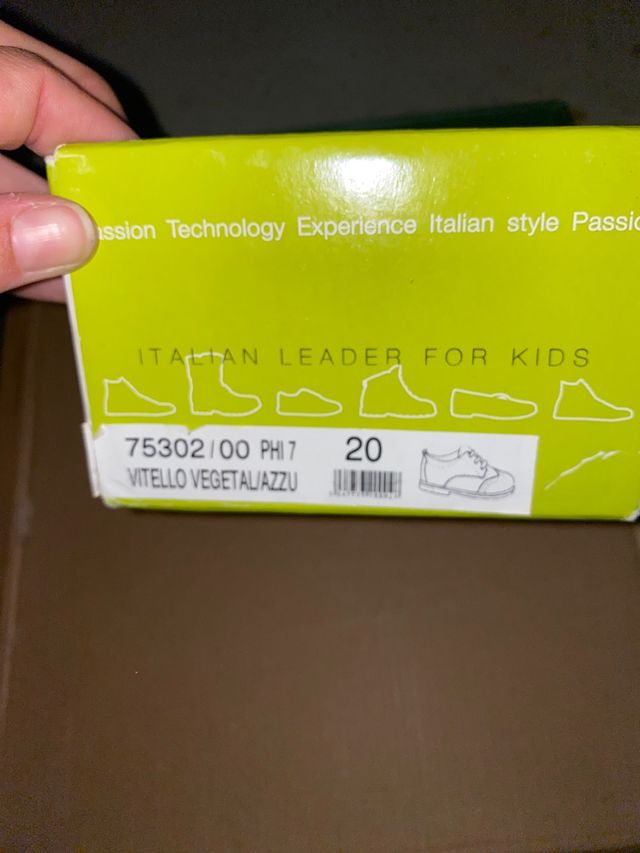 assion Technology Experience Italian style Passio
ITALIAN LEADER FOR KIDS
75302/00 PHI 7 20
VITELLO VEGETAL/AZZU